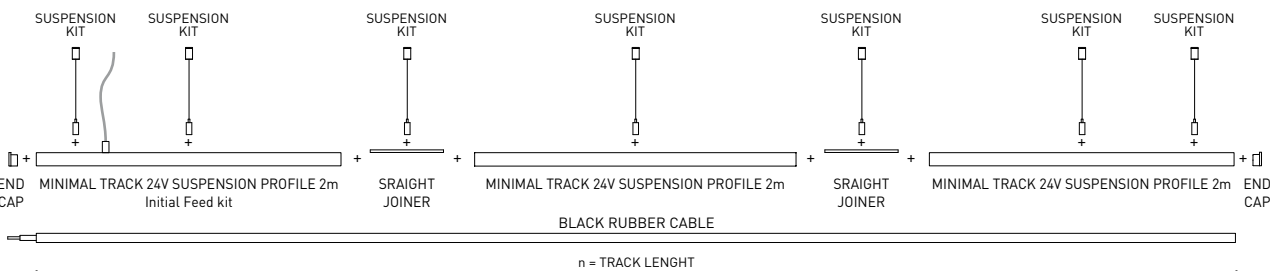 SUSPENSION
KIT
SUSPENSION
KIT
SUSPENSION
KIT
SUSPENSION
KIT
SUSPENSION
KIT
SUSPENSION
KIT
SUSPENSION
KIT
+ + + + + + +
+ + + + + +
END
CAP
MINIMAL TRACK 24V SUSPENSION PROFILE 2m
Initial Feed kit
SRAIGHT
JOINER
MINIMAL TRACK 24V SUSPENSION PROFILE 2m
SRAIGHT
JOINER
MINIMAL TRACK 24V SUSPENSION PROFILE 2m
END
CAP
BLACK RUBBER CABLE
n = TRACK LENGHT